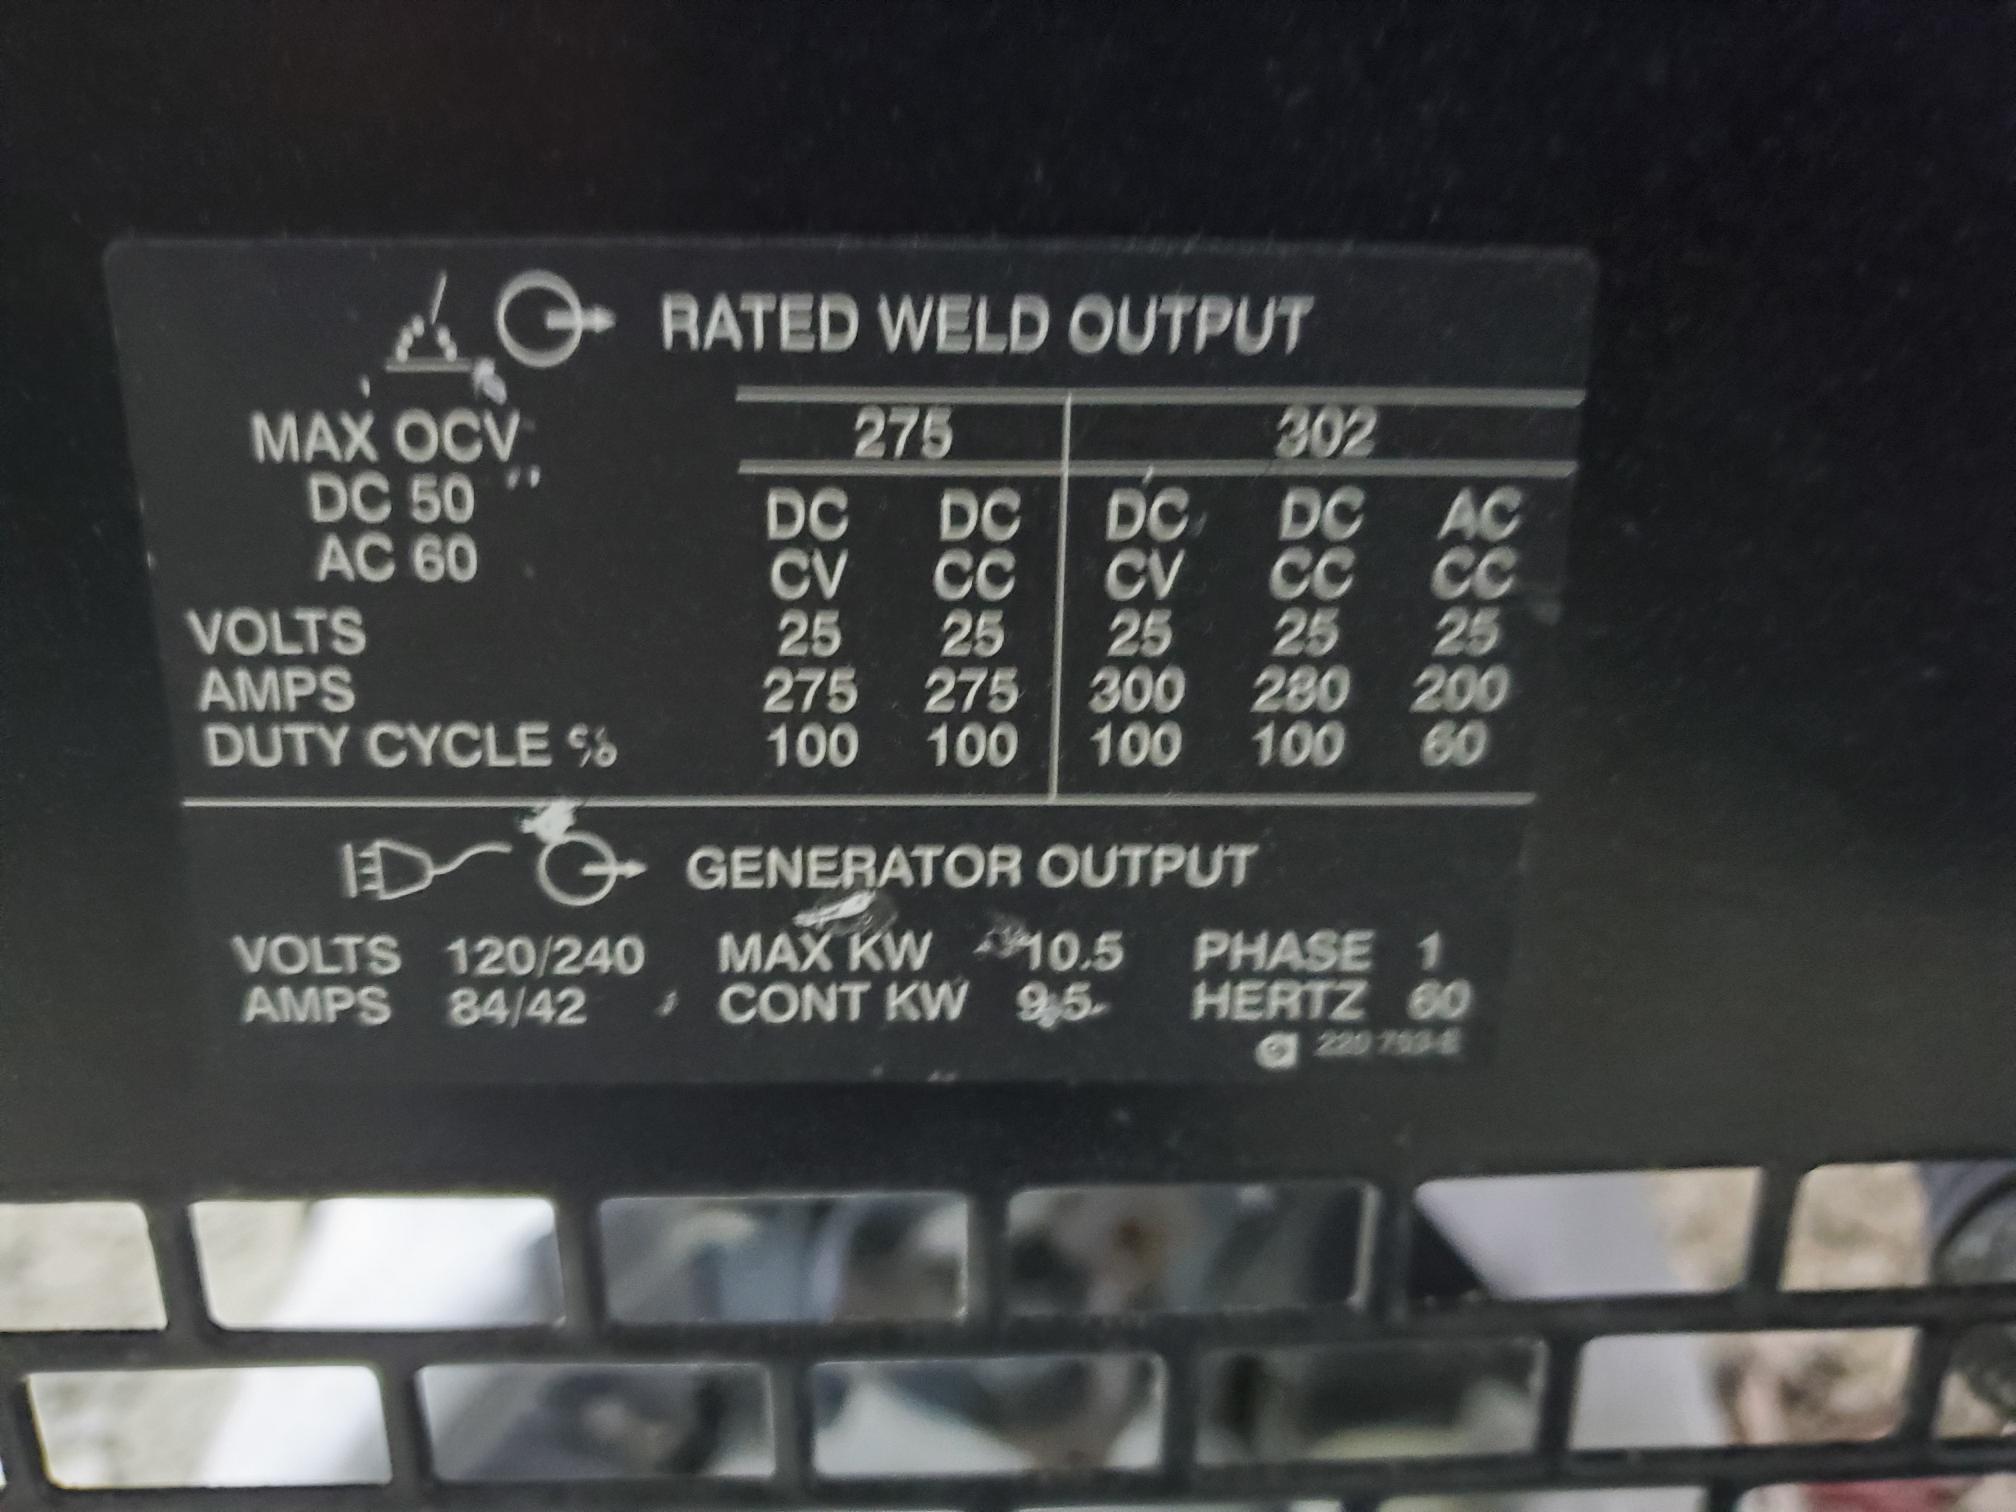 RATED WELD OUTPUT
MAX OCV
DC 50
AC 60
275 302
DC DC DC DC AC
CV CC CV CC CC
VOLTS 25 25 25 25 25
AMPS 275 275 300 280 200
DUTY CYCLE % 100 100 100 100 60
GENERATOR OUTPUT
VOLTS 120/240 MAX KW 10.5 PHASE 1
AMPS 84/42 CONT KW 9.5 HERTZ 60